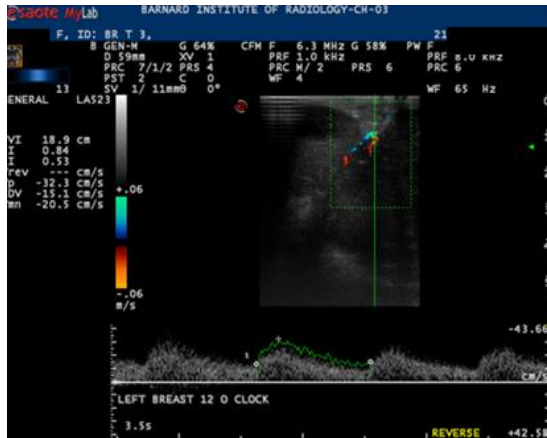 esaote MyLab
BARNARD INSTITUTE OF RADIOLOGY-CH-03
F, ID: BR T 3, 21
B GEN-M G 64% CFM F 6.3 MHz G 58% PW F
D 59mm XV 1 PRF 1.0 kHz PRF 8.0 kHz
PRC 7/1/2 PRS 4 PRC M/ 2 PRS 6 PRC 6
PST 2 C 0 WF 4
13 SV 1/ 11mmθ 0° WF 65 Hz
ENERAL LA523
VI 18.9 cm
I 0.84
I 0.53
rev --- cm/s
p -32.3 cm/s
DV -15.1 cm/s
mn -20.5 cm/s
+.06
-.06
m/s
-43.66
1
cm/s
LEFT BREAST 12 O CLOCK
3.5s
REVERSE +42.58